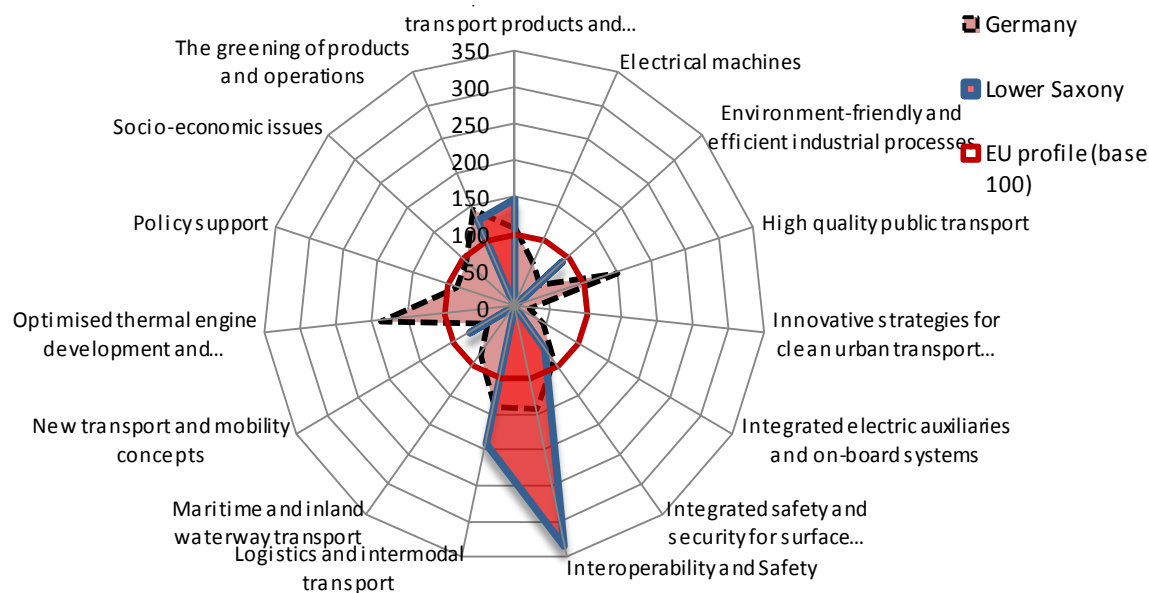 transport products and...
Germany
The greening of products
and operations
Electrical machines
Lower Saxony
Socio-economic issues
Environment-friendly and
efficient industrial processes
EU profile (base
100)
Policy support
High quality public transport
350
300
250
200
150
100
50
0
Optimised thermal engine
development and...
Innovative strategies for
clean urban transport...
New transport and mobility
concepts
Integrated electric auxiliaries
and on-board systems
Maritime and inland
waterway transport
Integrated safety and
security for surface...
Logistics and intermodal
transport
Interoperability and Safety